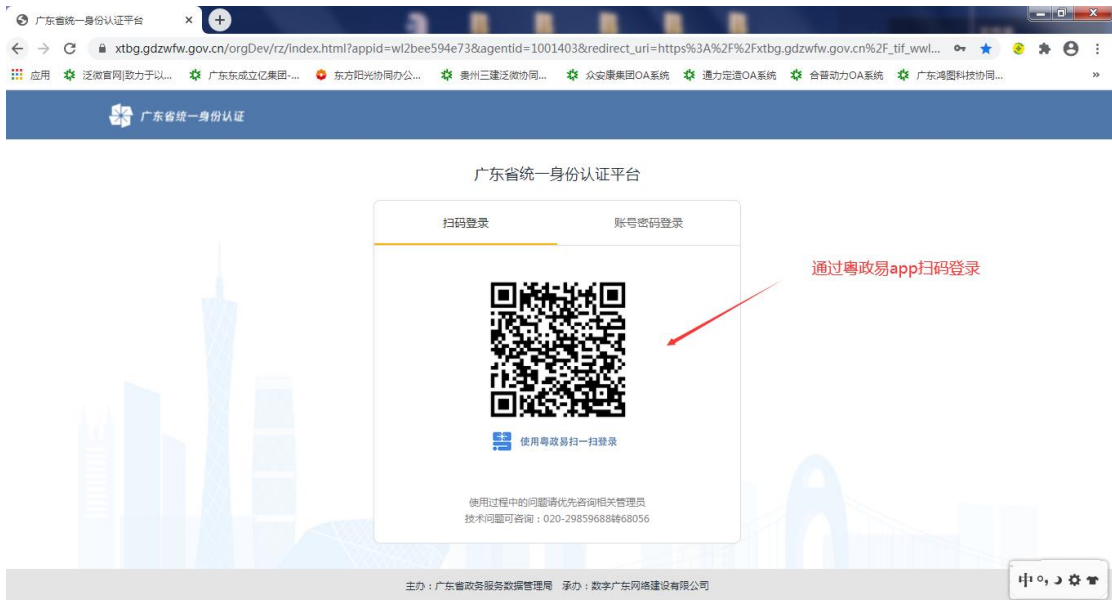 广东省统一身份认证平台
xtbg.gdzwfw.gov.cn/orgDev/rz/index.html?appid=wl2bee594e73&agentid=1001403&redirect_uri=https%3A%2F%2Fxtbg.gdzwfw.gov.cn%2F_tif_wwl...
应用 泛微官网|致力于以... 广东东成立亿集团-... 东方阳光协同办公... 贵州三建泛微协同... 众安康集团OA系统 通力定造OA系统 合普动力OA系统 广东鸿图科技协同... »
广东省统一身份认证
广东省统一身份认证平台
扫码登录 账号密码登录
通过粤政易app扫码登录
使用粤政易扫一扫登录
使用过程中的问题请优先咨询相关管理员
技术问题可咨询：020-29859688转68056
主办：广东省政务服务数据管理局 承办：数字广东网络建设有限公司
中